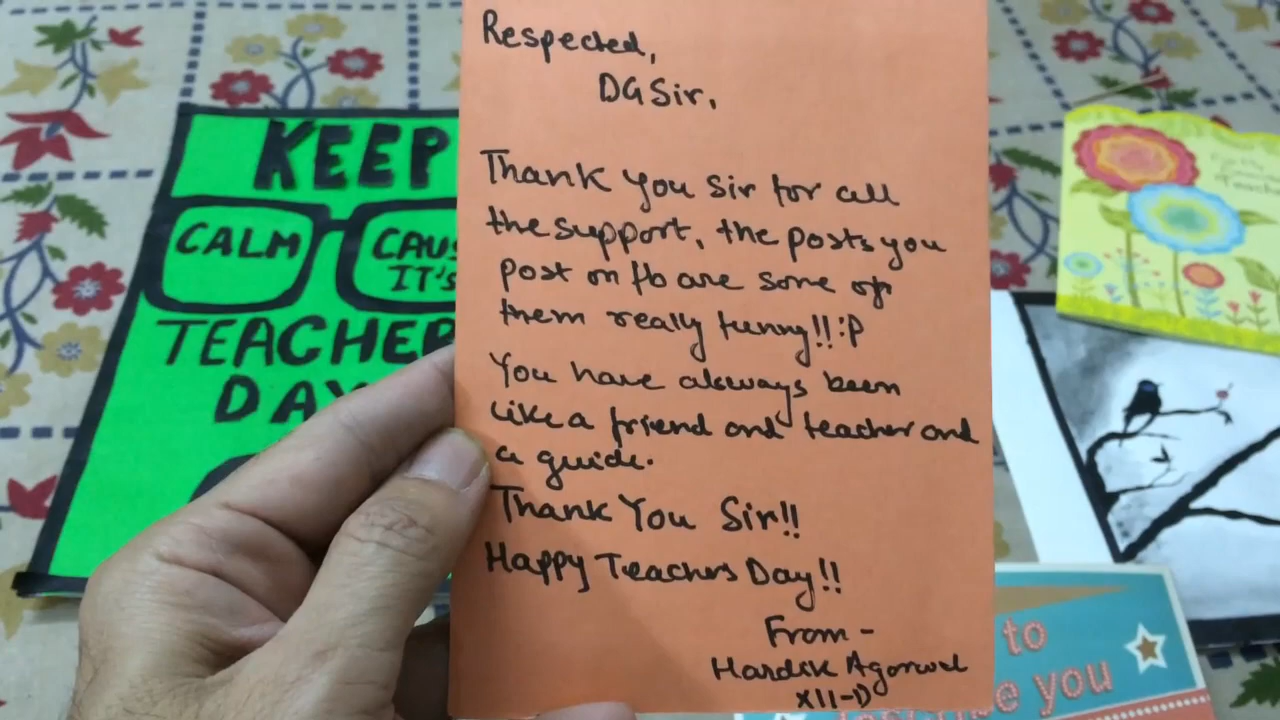 Respected,
DG Sir,
Thank You Sir for all
the support, the posts you
post on fb are some of
them really funny!! :P
You have always been
like a friend and teacher and
a guide.
Thank You Sir!!
Happy Teachers Day!!
From -
Hardik Agarwal
XII-D
KEEP
CALM
CAUS
IT'S
TEACHER
DAY
to
you